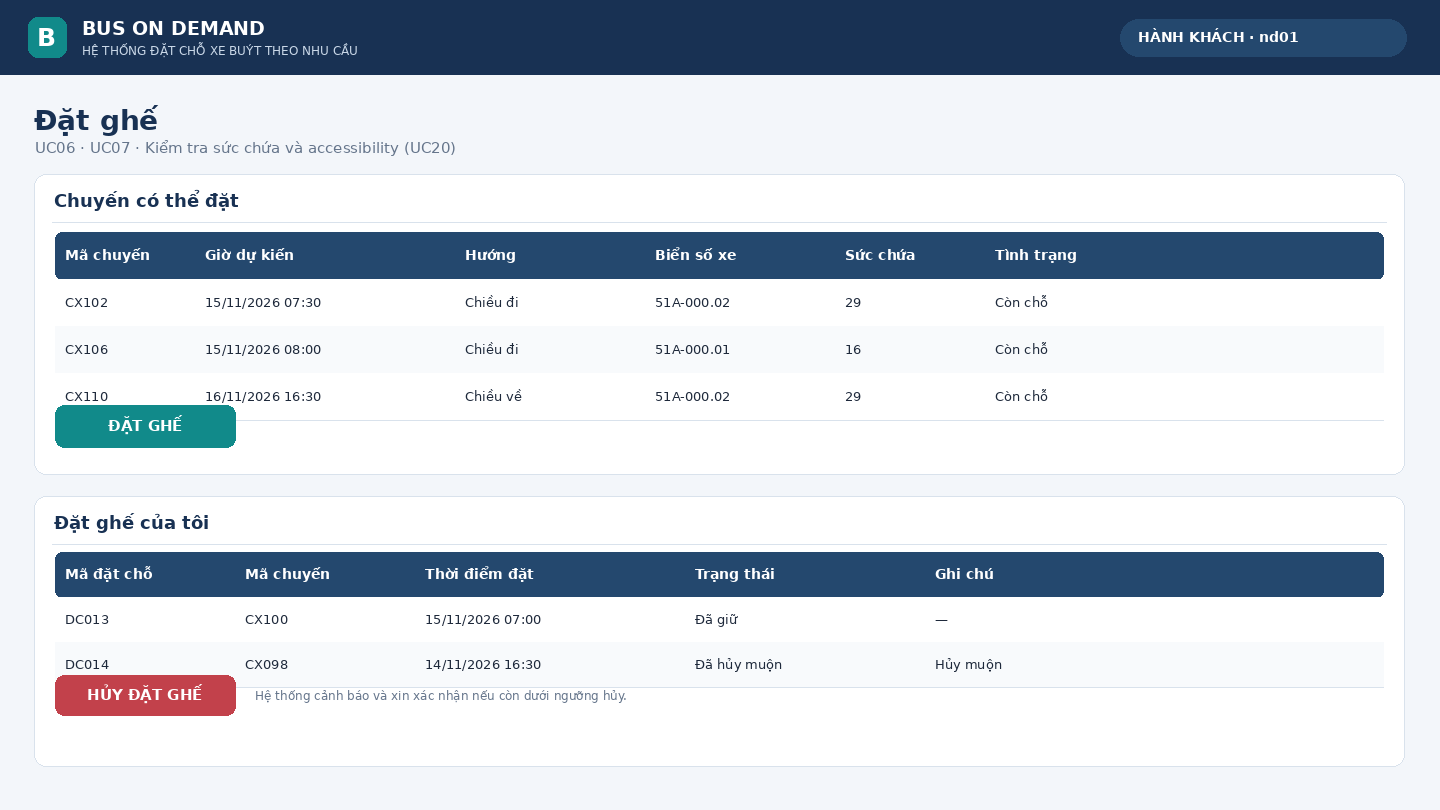 B
BUS ON DEMAND
HỆ THỐNG ĐẶT CHỖ XE BUÝT THEO NHU CẦU
HÀNH KHÁCH · nd01
Đặt ghế
UC06 · UC07 · Kiểm tra sức chứa và accessibility (UC20)
Chuyến có thể đặt
Mã chuyến Giờ dự kiến Hướng Biển số xe Sức chứa Tình trạng
CX102 15/11/2026 07:30 Chiều đi 51A-000.02 29 Còn chỗ
CX106 15/11/2026 08:00 Chiều đi 51A-000.01 16 Còn chỗ
CX110 16/11/2026 16:30 Chiều về 51A-000.02 29 Còn chỗ
ĐẶT GHẾ
Đặt ghế của tôi
Mã đặt chỗ Mã chuyến Thời điểm đặt Trạng thái Ghi chú
DC013 CX100 15/11/2026 07:00 Đã giữ —
DC014 CX098 14/11/2026 16:30 Đã hủy muộn Hủy muộn
HỦY ĐẶT GHẾ
Hệ thống cảnh báo và xin xác nhận nếu còn dưới ngưỡng hủy.